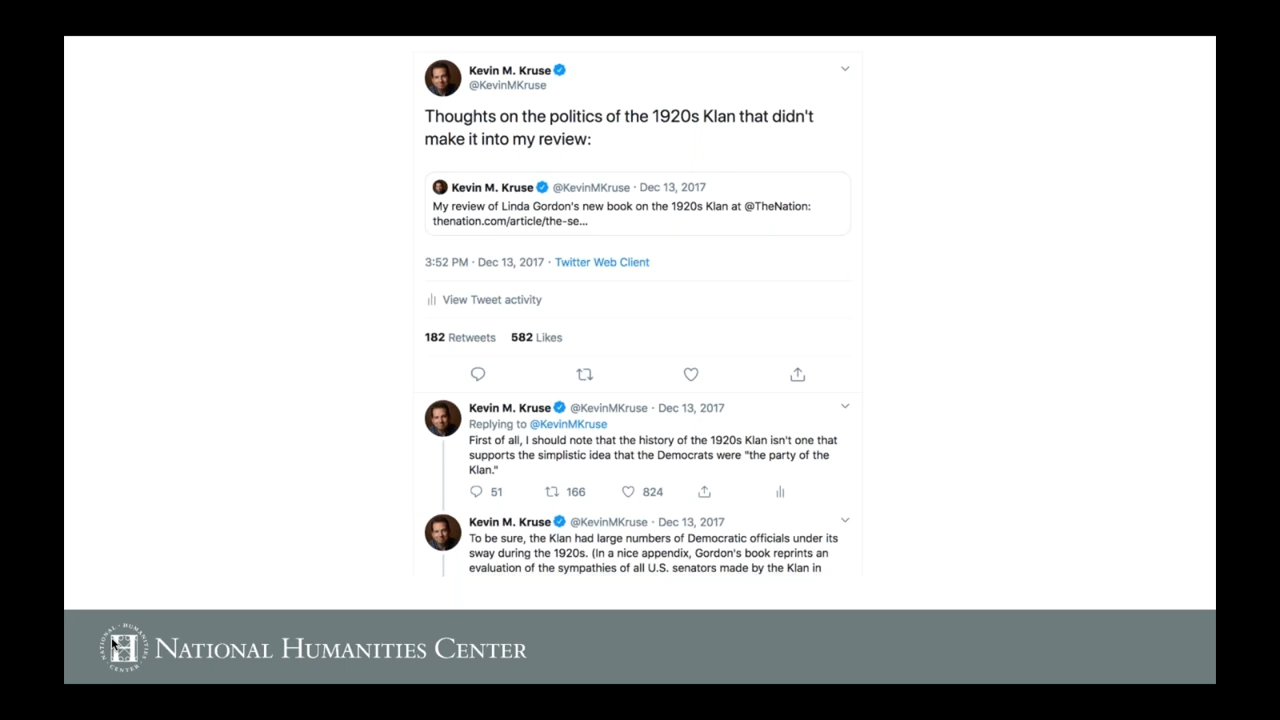 Kevin M. Kruse
@KevinMKruse
Thoughts on the politics of the 1920s Klan that didn't
make it into my review:
Kevin M. Kruse @KevinMKruse · Dec 13, 2017
My review of Linda Gordon's new book on the 1920s Klan at @TheNation:
thenation.com/article/the-se...
3:52 PM · Dec 13, 2017 · Twitter Web Client
View Tweet activity
182 Retweets 582 Likes
Kevin M. Kruse @KevinMKruse · Dec 13, 2017
Replying to @KevinMKruse
First of all, I should note that the history of the 1920s Klan isn't one that
supports the simplistic idea that the Democrats were "the party of the
Klan."
51 166 824
Kevin M. Kruse @KevinMKruse · Dec 13, 2017
To be sure, the Klan had large numbers of Democratic officials under its
sway during the 1920s. (In a nice appendix, Gordon's book reprints an
evaluation of the sympathies of all U.S. senators made by the Klan in
NATIONAL · HUMANITIES
CENTER
NATIONAL HUMANITIES CENTER